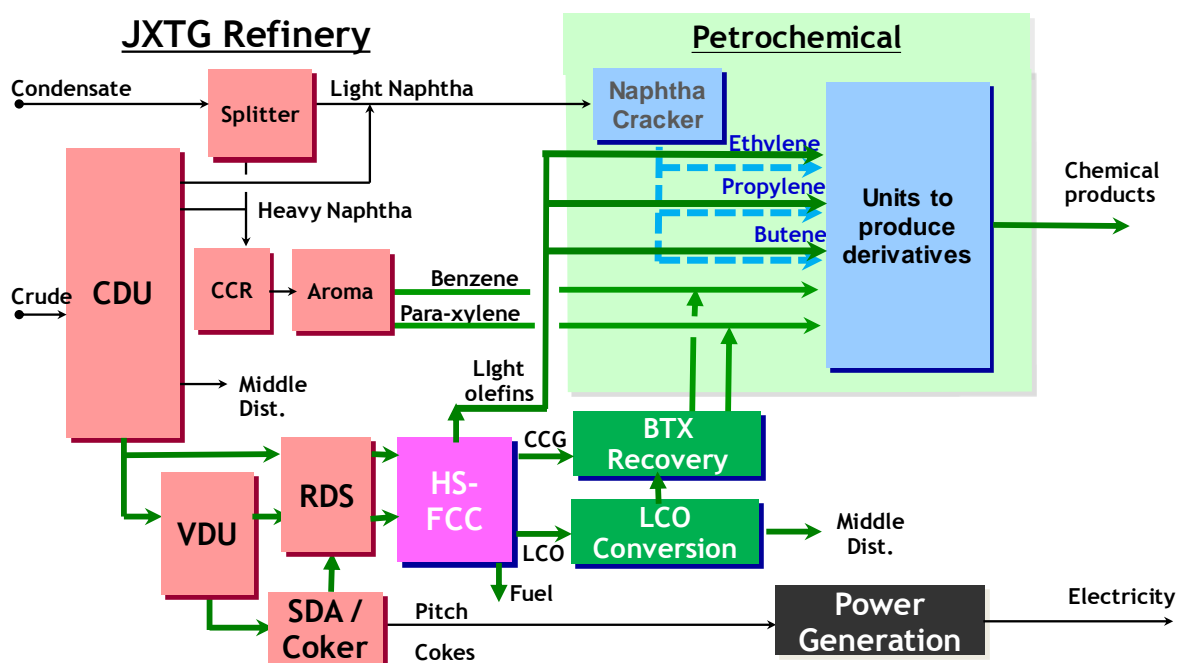 JXTG Refinery
Petrochemical
Condensate
Splitter
Light Naphtha
Naphtha
Cracker
Ethylene
Propylene
Butene
Units to
produce
derivatives
Chemical
products
Heavy Naphtha
CDU
Crude
CCR
Aroma
Benzene
Para-xylene
Middle
Dist.
LIght
olefins
CCG
BTX
Recovery
RDS
HS-
FCC
VDU
LCO
LCO
Conversion
Middle
Dist.
Fuel
SDA /
Coker
Pitch
Cokes
Power
Generation
Electricity